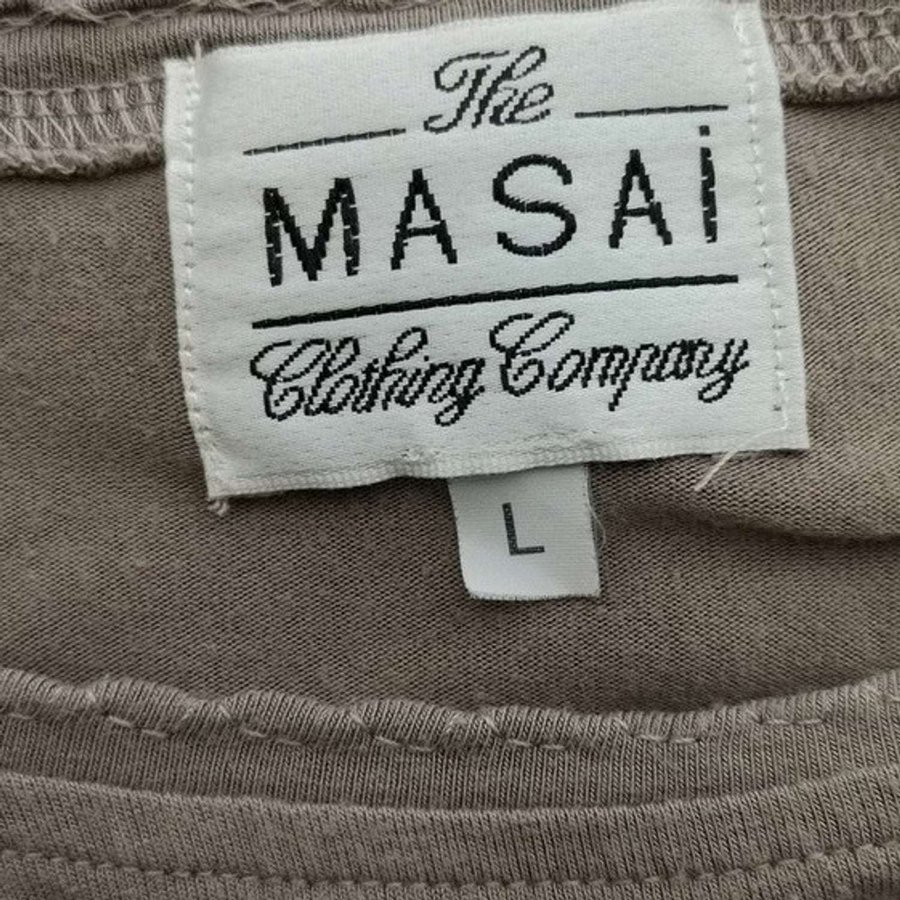 The
MASAi
Clothing Company
L